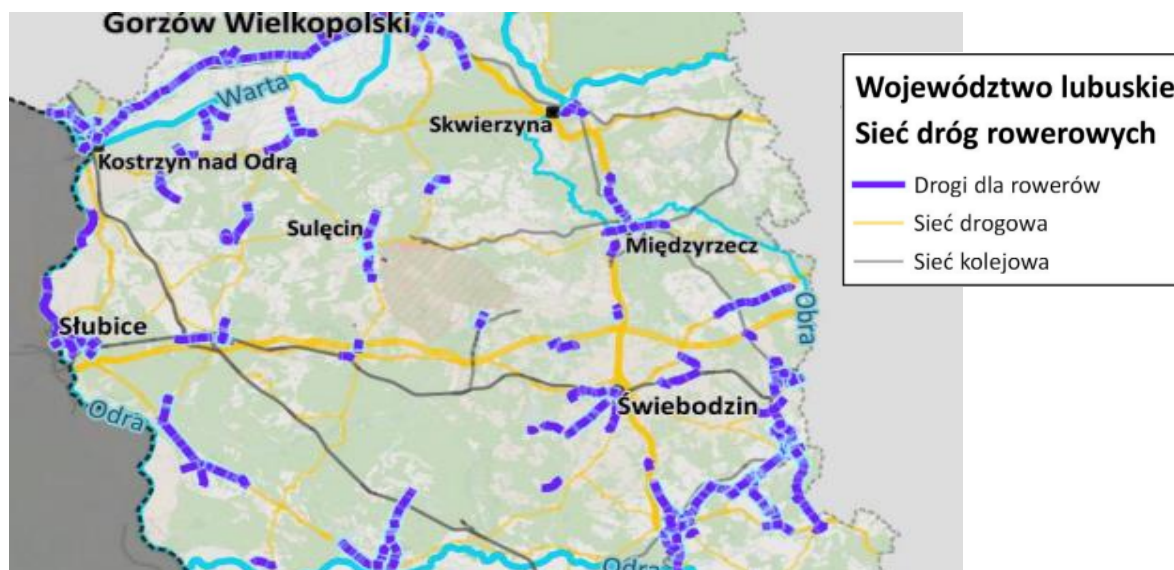 Gorzów Wielkopolski
Warta
Skwierzyna
Kostrzyn nad Odrą
Sulęcin
Międzyrzecz
Obra
Słubice
Odra
Świebodzin
Odra
Województwo lubuskie
Sieć dróg rowerowych
Drogi dla rowerów
Sieć drogowa
Sieć kolejowa